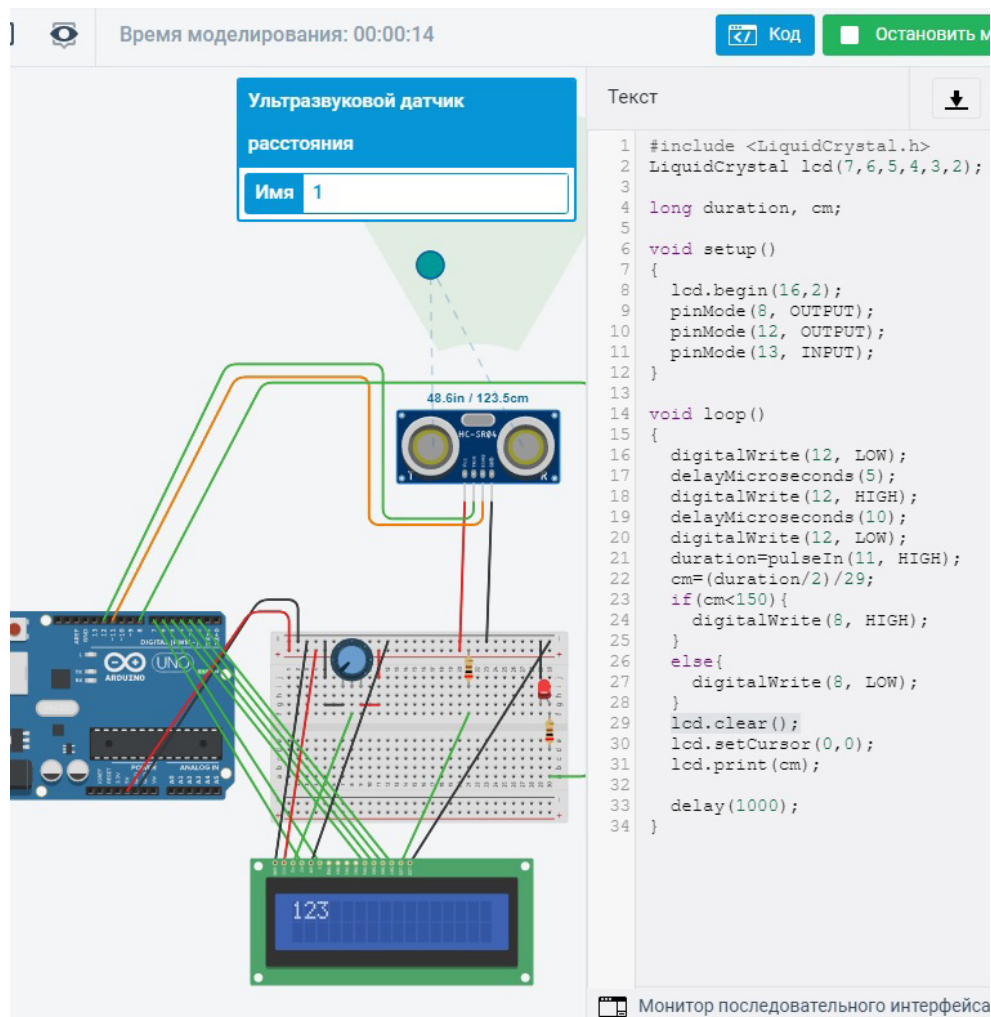 Время моделирования: 00:00:14
Код
Остановить м
Ультразвуковой датчик
расстояния
Имя 1
48.6in / 123.5cm
HC-SR04
T R
DIGITAL
UNO
ARDUINO
POWER
ANALOG IN
123
Текст
1 #include <LiquidCrystal.h>
2 LiquidCrystal lcd(7,6,5,4,3,2);
3
4 long duration, cm;
5
6 void setup()
7 {
8 lcd.begin(16,2);
9 pinMode(8, OUTPUT);
10 pinMode(12, OUTPUT);
11 pinMode(13, INPUT);
12 }
13
14 void loop()
15 {
16 digitalWrite(12, LOW);
17 delayMicroseconds(5);
18 digitalWrite(12, HIGH);
19 delayMicroseconds(10);
20 digitalWrite(12, LOW);
21 duration=pulseIn(11, HIGH);
22 cm=(duration/2)/29;
23 if(cm<150){
24 digitalWrite(8, HIGH);
25 }
26 else{
27 digitalWrite(8, LOW);
28 }
29 lcd.clear();
30 lcd.setCursor(0,0);
31 lcd.print(cm);
32
33 delay(1000);
34 }
Монитор последовательного интерфейса